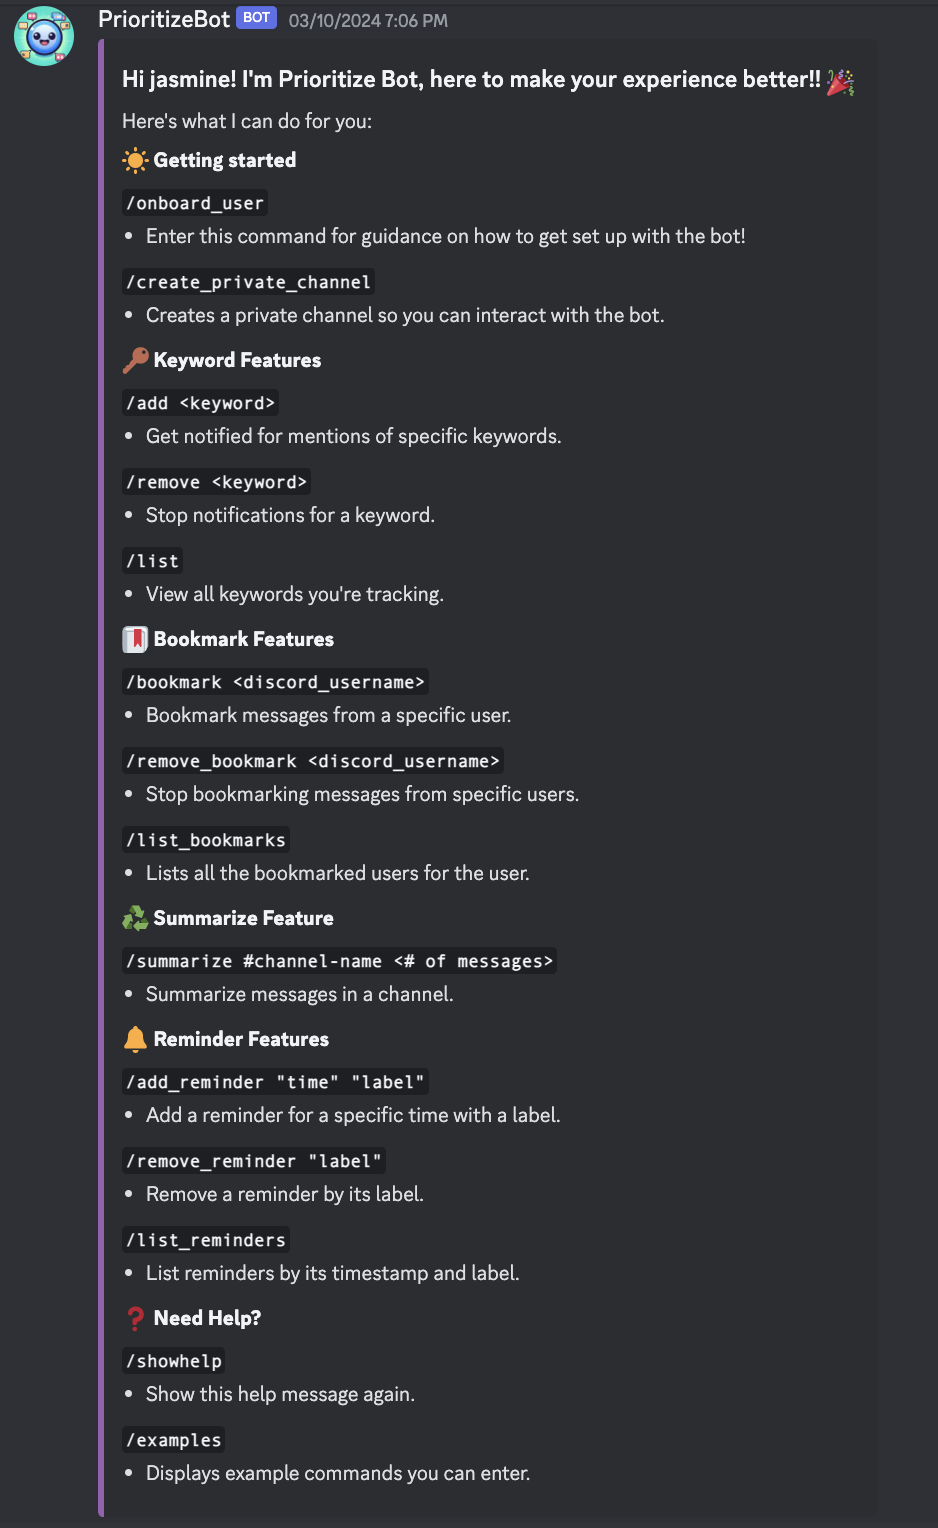 PrioritizeBot BOT 03/10/2024 7:06 PM
Hi jasmine! I'm Prioritize Bot, here to make your experience better!! 🎉
Here's what I can do for you:
☀️ Getting started
/onboard_user
• Enter this command for guidance on how to get set up with the bot!
/create_private_channel
• Creates a private channel so you can interact with the bot.
🔑 Keyword Features
/add <keyword>
• Get notified for mentions of specific keywords.
/remove <keyword>
• Stop notifications for a keyword.
/list
• View all keywords you're tracking.
🔖 Bookmark Features
/bookmark <discord_username>
• Bookmark messages from a specific user.
/remove_bookmark <discord_username>
• Stop bookmarking messages from specific users.
/list_bookmarks
• Lists all the bookmarked users for the user.
♻️ Summarize Feature
/summarize #channel-name <# of messages>
• Summarize messages in a channel.
🔔 Reminder Features
/add_reminder "time" "label"
• Add a reminder for a specific time with a label.
/remove_reminder "label"
• Remove a reminder by its label.
/list_reminders
• List reminders by its timestamp and label.
❓ Need Help?
/showhelp
• Show this help message again.
/examples
• Displays example commands you can enter.